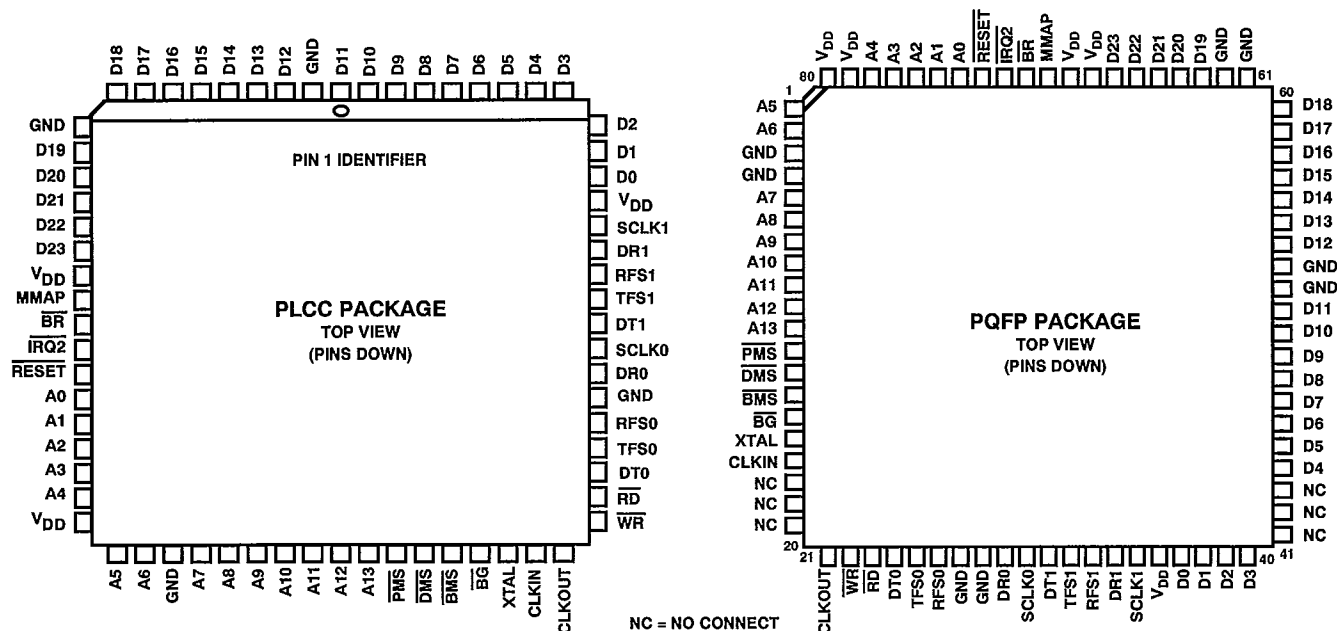 D18 D17 D16 D15 D14 D13 D12 GND D11 D10 D9 D8 D7 D6 D5 D4 D3
GND
D19
D20
D21
D22
D23
VDD
MMAP
BR
IRQ2
RESET
A0
A1
A2
A3
A4
VDD
PIN 1 IDENTIFIER
PLCC PACKAGE
TOP VIEW
(PINS DOWN)
D2
D1
D0
VDD
SCLK1
DR1
RFS1
TFS1
DT1
SCLK0
DR0
GND
RFS0
TFS0
DT0
RD
WR
A5 A6 GND A7 A8 A9 A10 A11 A12 A13 PMS DMS BMS BG XTAL CLKIN CLKOUT
VDD VDD A4 A3 A2 A1 A0 RESET IRQ2 BR MMAP VDD VDD D23 D22 D21 D20 D19 GND GND
80 61
1 60
A5
A6
GND
GND
A7
A8
A9
A10
A11
A12
A13
PMS
DMS
BMS
BG
XTAL
CLKIN
NC
NC
NC
PQFP PACKAGE
TOP VIEW
(PINS DOWN)
D18
D17
D16
D15
D14
D13
D12
GND
GND
D11
D10
D9
D8
D7
D6
D5
D4
NC
NC
NC
20 41
21 40
CLKOUT WR RD DT0 TFS0 RFS0 GND GND DR0 SCLK0 DT1 TFS1 RFS1 DR1 SCLK1 VDD D0 D1 D2 D3
NC = NO CONNECT